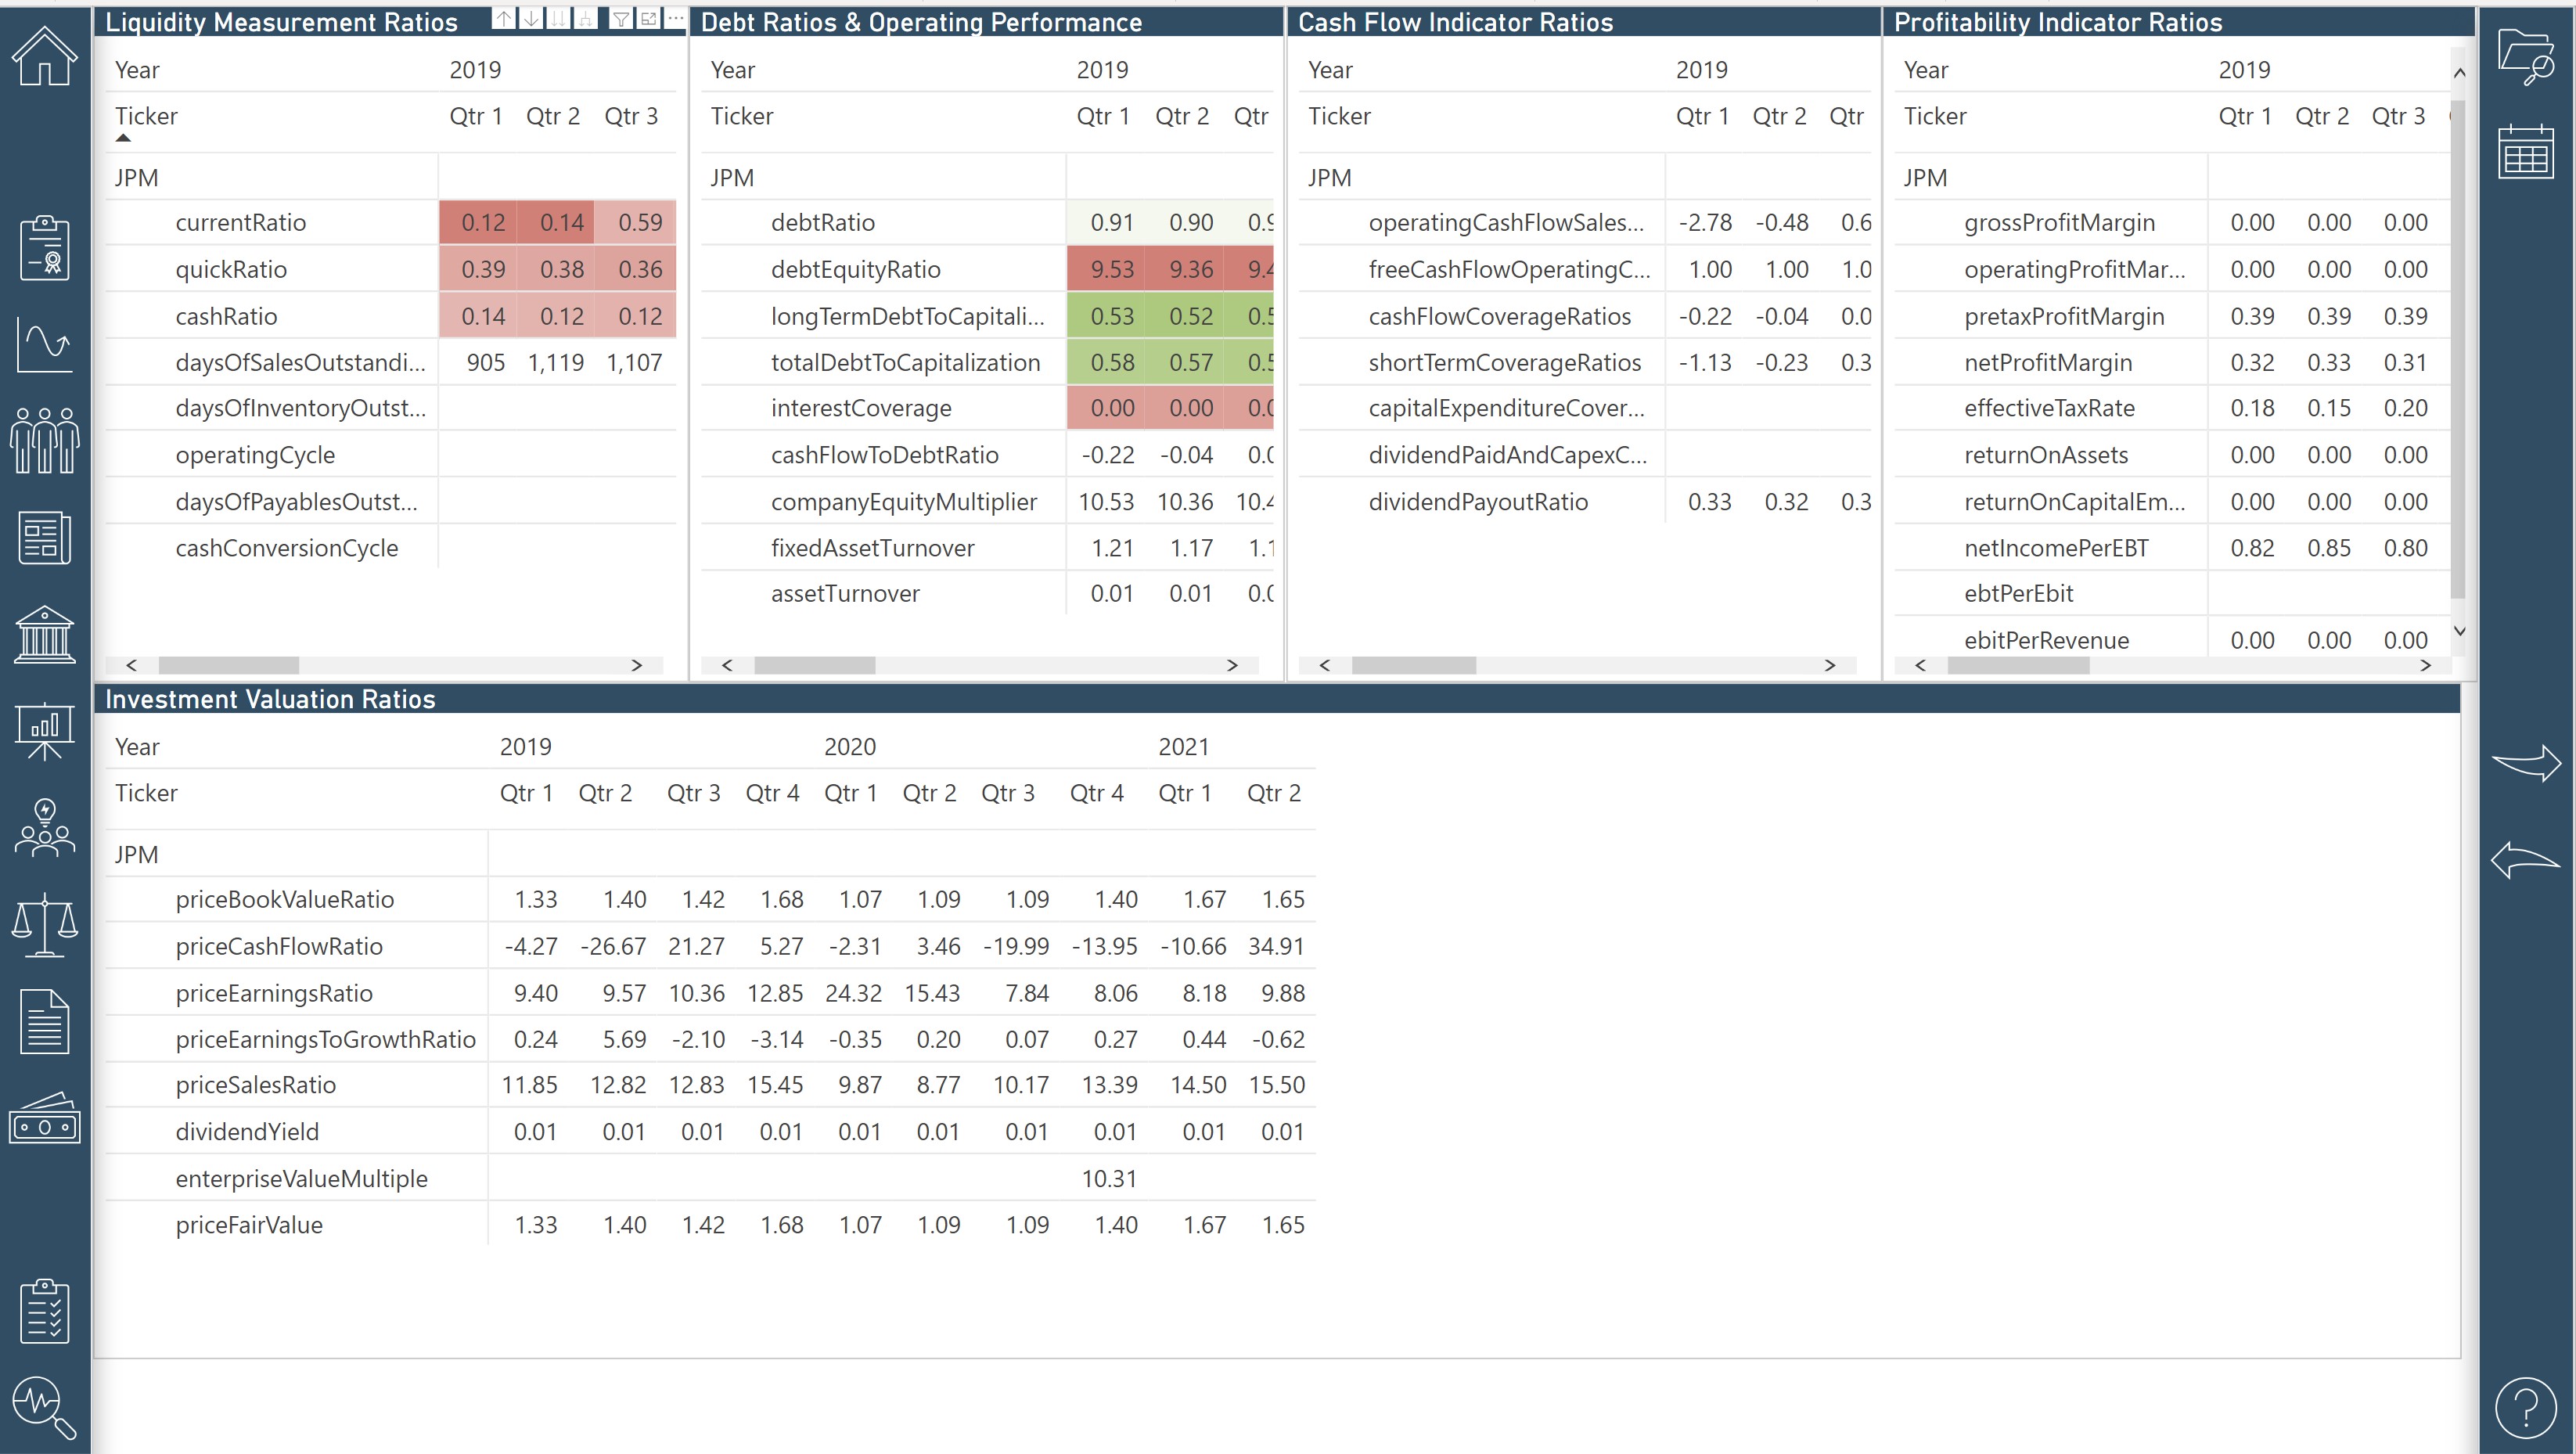 Liquidity Measurement Ratios
Year 2019
Ticker Qtr 1 Qtr 2 Qtr 3
JPM
currentRatio 0.12 0.14 0.59
quickRatio 0.39 0.38 0.36
cashRatio 0.14 0.12 0.12
daysOfSalesOutstandi... 905 1,119 1,107
daysOfInventoryOutst...
operatingCycle
daysOfPayablesOutst...
cashConversionCycle
Debt Ratios & Operating Performance
Year 2019
Ticker Qtr 1 Qtr 2 Qtr
JPM
debtRatio 0.91 0.90
debtEquityRatio 9.53 9.36
longTermDebtToCapitali... 0.53 0.52
totalDebtToCapitalization 0.58 0.57
interestCoverage 0.00 0.00
cashFlowToDebtRatio -0.22 -0.04
companyEquityMultiplier 10.53 10.36
fixedAssetTurnover 1.21 1.17
assetTurnover 0.01 0.01
Cash Flow Indicator Ratios
Year 2019
Ticker Qtr 1 Qtr 2 Qtr
JPM
operatingCashFlowSales... -2.78 -0.48 0.6
freeCashFlowOperatingC... 1.00 1.00 1.0
cashFlowCoverageRatios -0.22 -0.04 0.0
shortTermCoverageRatios -1.13 -0.23 0.3
capitalExpenditureCover...
dividendPaidAndCapexC...
dividendPayoutRatio 0.33 0.32 0.3
Profitability Indicator Ratios
Year 2019
Ticker Qtr 1 Qtr 2 Qtr 3
JPM
grossProfitMargin 0.00 0.00 0.00
operatingProfitMar... 0.00 0.00 0.00
pretaxProfitMargin 0.39 0.39 0.39
netProfitMargin 0.32 0.33 0.31
effectiveTaxRate 0.18 0.15 0.20
returnOnAssets 0.00 0.00 0.00
returnOnCapitalEm... 0.00 0.00 0.00
netIncomePerEBT 0.82 0.85 0.80
ebtPerEbit
ebitPerRevenue 0.00 0.00 0.00
Investment Valuation Ratios
Year 2019 2020 2021
Ticker Qtr 1 Qtr 2 Qtr 3 Qtr 4 Qtr 1 Qtr 2 Qtr 3 Qtr 4 Qtr 1 Qtr 2
JPM
priceBookValueRatio 1.33 1.40 1.42 1.68 1.07 1.09 1.09 1.40 1.67 1.65
priceCashFlowRatio -4.27 -26.67 21.27 5.27 -2.31 3.46 -19.99 -13.95 -10.66 34.91
priceEarningsRatio 9.40 9.57 10.36 12.85 24.32 15.43 7.84 8.06 8.18 9.88
priceEarningsToGrowthRatio 0.24 5.69 -2.10 -3.14 -0.35 0.20 0.07 0.27 0.44 -0.62
priceSalesRatio 11.85 12.82 12.83 15.45 9.87 8.77 10.17 13.39 14.50 15.50
dividendYield 0.01 0.01 0.01 0.01 0.01 0.01 0.01 0.01 0.01 0.01
enterpriseValueMultiple 10.31
priceFairValue 1.33 1.40 1.42 1.68 1.07 1.09 1.09 1.40 1.67 1.65